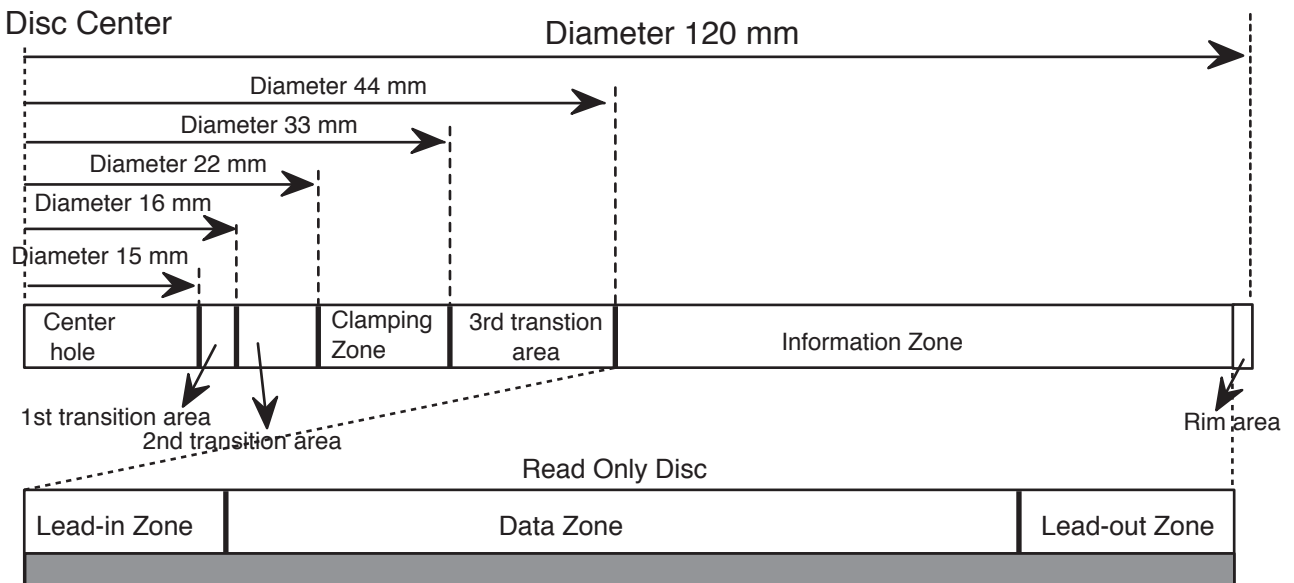 Disc Center
Diameter 120 mm
Diameter 44 mm
Diameter 33 mm
Diameter 22 mm
Diameter 16 mm
Diameter 15 mm
Center
hole
Clamping
Zone
3rd transtion
area
Information Zone
1st transition area
2nd transition area
Rim area
Read Only Disc
Lead-in Zone
Data Zone
Lead-out Zone